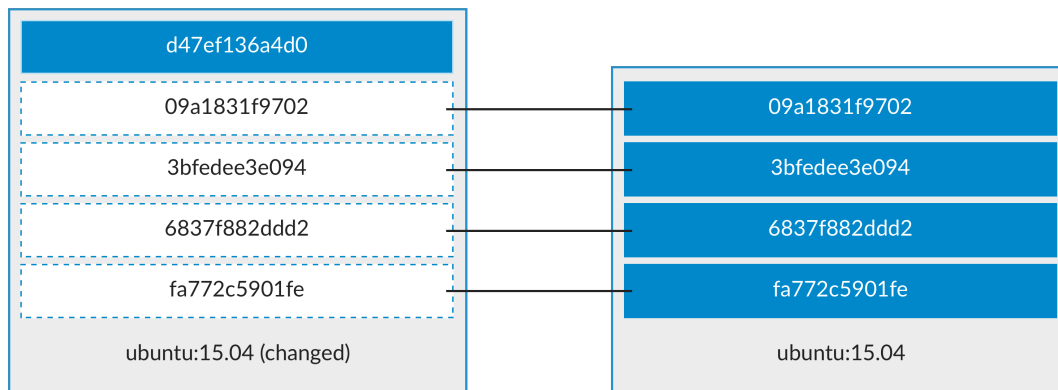 d47ef136a4d0
09a1831f9702
3bfedee3e094
6837f882ddd2
fa772c5901fe
ubuntu:15.04 (changed)
09a1831f9702
3bfedee3e094
6837f882ddd2
fa772c5901fe
ubuntu:15.04